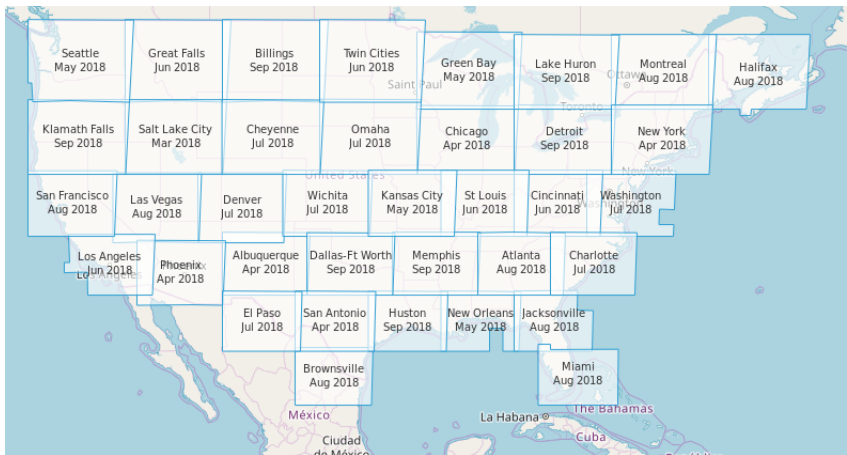 Seattle
May 2018
Great Falls
Jun 2018
Billings
Sep 2018
Twin Cities
Jun 2018
Green Bay
May 2018
Lake Huron
Sep 2018
Montreal
Aug 2018
Halifax
Aug 2018
Saint Paul
Ottawa
Toronto
Klamath Falls
Sep 2018
Salt Lake City
Mar 2018
Cheyenne
Jul 2018
Omaha
Jul 2018
Chicago
Apr 2018
Detroit
Sep 2018
New York
Apr 2018
United States
New York
San Francisco
Aug 2018
Las Vegas
Aug 2018
Denver
Jul 2018
Wichita
Jul 2018
Kansas City
May 2018
St Louis
Jun 2018
Cincinnati
Jun 2018
Washington
Jul 2018
Washington
Los Angeles
Jun 2018
Los Angeles
Phoenix
Phoenix
Apr 2018
Albuquerque
Apr 2018
Dallas-Ft Worth
Sep 2018
Memphis
Sep 2018
Atlanta
Aug 2018
Charlotte
Jul 2018
El Paso
Jul 2018
San Antonio
Apr 2018
Huston
Sep 2018
New Orleans
May 2018
Jacksonville
Aug 2018
Brownsville
Aug 2018
Miami
Aug 2018
México
Ciudad
de México
La Habana
The Bahamas
Cuba